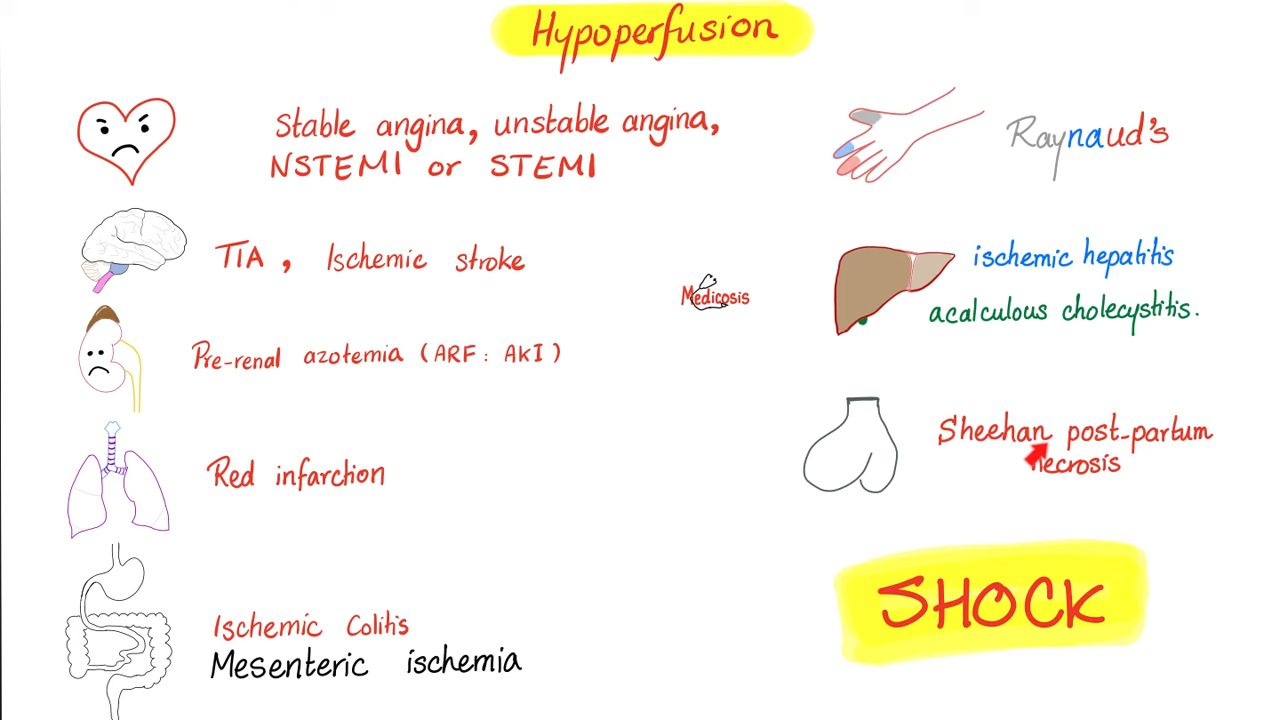 Hypoperfusion
Stable angina, unstable angina,
NSTEMI or STEMI
TIA, Ischemic stroke
Pre-renal azotemia (ARF: AKI)
Red infarction
Ischemic Colitis
Mesenteric ischemia
Medicosis
Raynaud's
ischemic hepatitis
acalculous cholecystitis.
Sheehan post-partum
necrosis
SHOCK